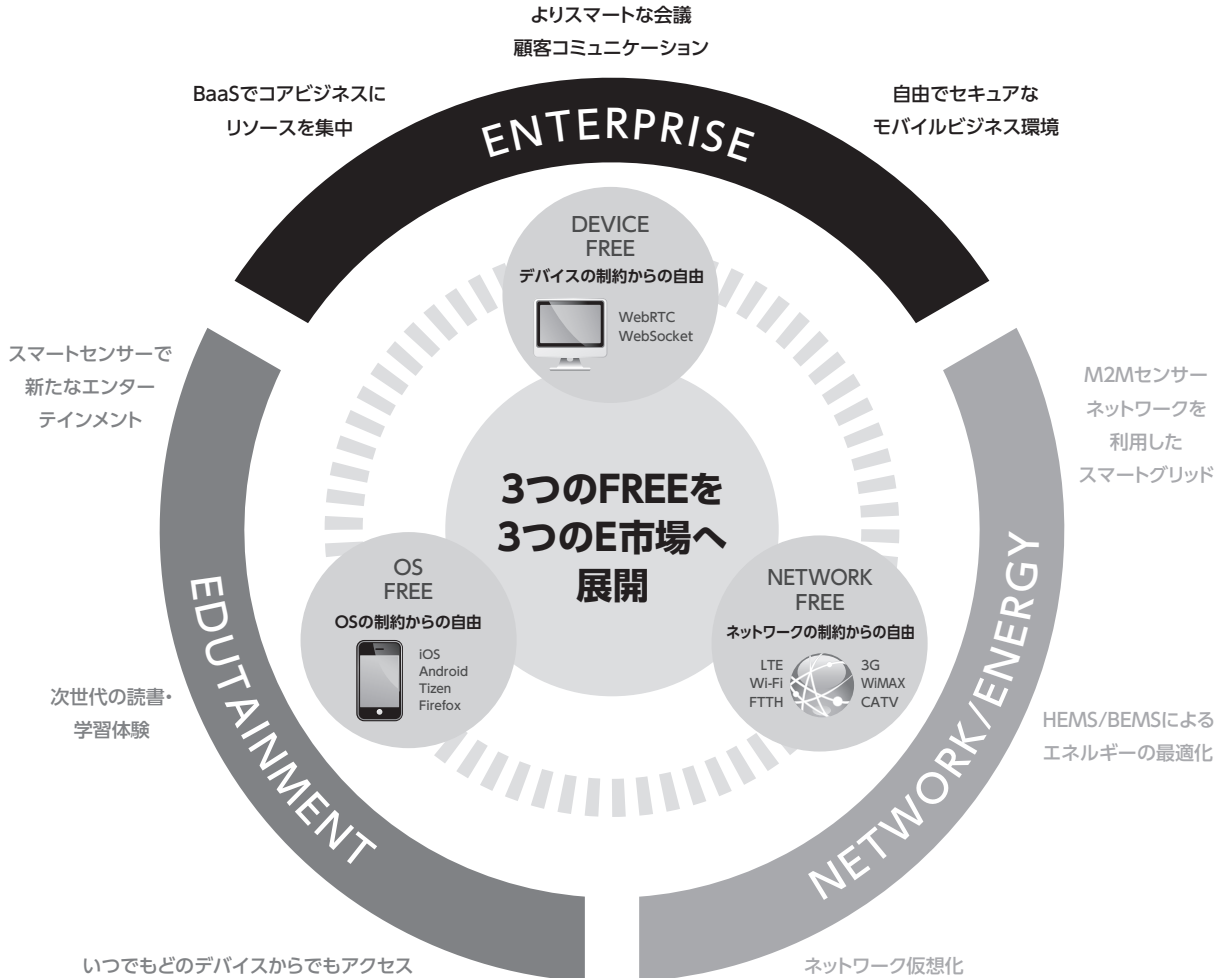 よりスマートな会議
顧客コミュニケーション
BaaSでコアビジネスに
リソースを集中
自由でセキュアな
モバイルビジネス環境
ENTERPRISE
DEVICE
FREE
デバイスの制約からの自由
WebRTC
WebSocket
スマートセンサーで
新たなエンター
テインメント
M2Mセンサー
ネットワークを
利用した
スマートグリッド
3つのFREEを
3つのE市場へ
展開
OS
FREE
OSの制約からの自由
iOS
Android
Tizen
Firefox
NETWORK
FREE
ネットワークの制約からの自由
LTE
Wi-Fi
FTTH
3G
WiMAX
CATV
EDUTAINMENT
NETWORK/ENERGY
次世代の読書・
学習体験
HEMS/BEMSによる
エネルギーの最適化
いつでもどのデバイスからでもアクセス
ネットワーク仮想化